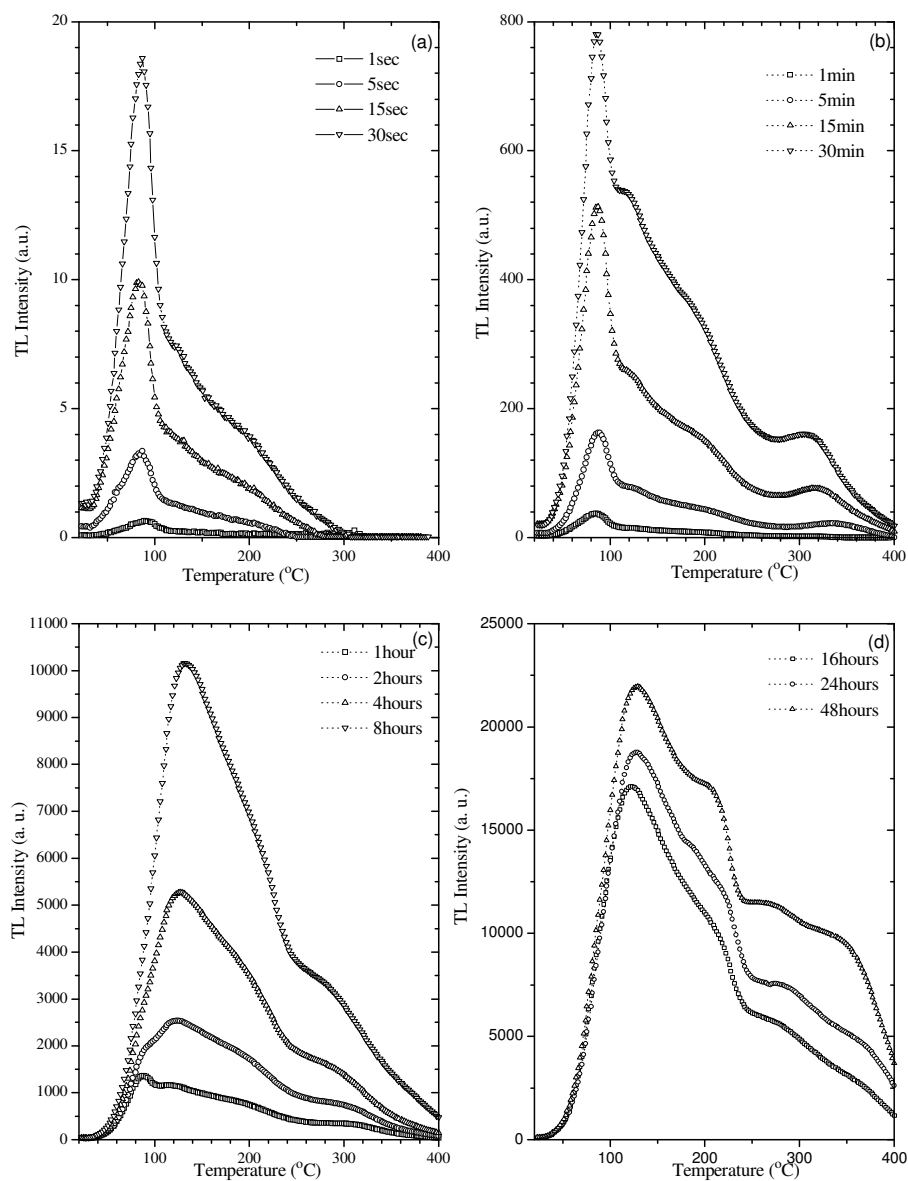 (a)
1sec
5sec
15sec
30sec
20
15
10
5
0
100
200
300
400
TL Intensity (a.u.)
Temperature (°C)
(b)
1min
5min
15min
30min
800
600
400
200
0
100
200
300
400
TL Intensity (a.u.)
Temperature (°C)
(c)
1hour
2hours
4hours
8hours
11000
10000
9000
8000
7000
6000
5000
4000
3000
2000
1000
0
100
200
300
400
TL Intensity (a. u.)
Temperature (°C)
(d)
16hours
24hours
48hours
25000
20000
15000
10000
5000
0
100
200
300
400
TL Intensity (a. u.)
Temperature (°C)